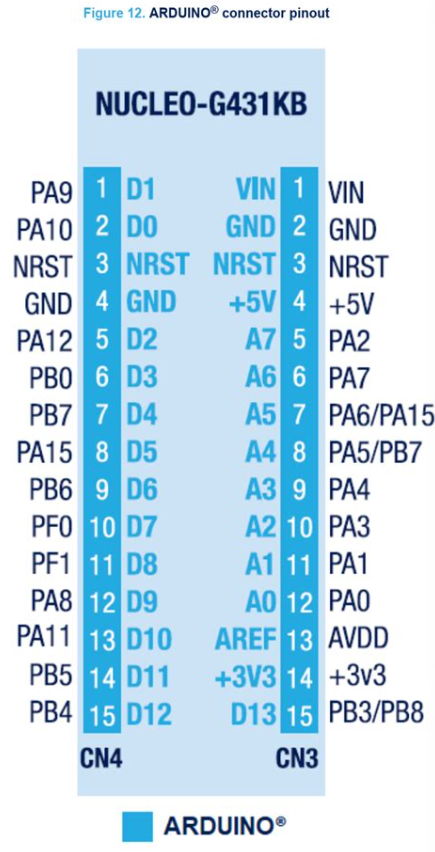 Figure 12. ARDUINO® connector pinout
NUCLEO-G431KB
PA9 1 D1 VIN 1 VIN
PA10 2 D0 GND 2 GND
NRST 3 NRST NRST 3 NRST
GND 4 GND +5V 4 +5V
PA12 5 D2 A7 5 PA2
PB0 6 D3 A6 6 PA7
PB7 7 D4 A5 7 PA6/PA15
PA15 8 D5 A4 8 PA5/PB7
PB6 9 D6 A3 9 PA4
PF0 10 D7 A2 10 PA3
PF1 11 D8 A1 11 PA1
PA8 12 D9 A0 12 PA0
PA11 13 D10 AREF 13 AVDD
PB5 14 D11 +3V3 14 +3v3
PB4 15 D12 D13 15 PB3/PB8
CN4 CN3
ARDUINO®